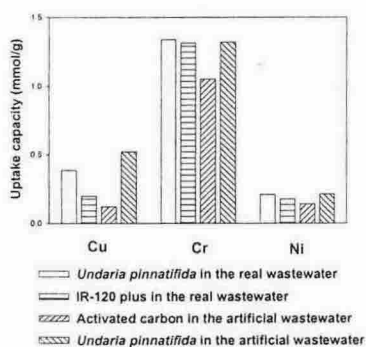 Uptake capacity (mmol/g)
1.5
1.0
0.5
0.0
Cu Cr Ni
Undaria pinnatifida in the real wastewater
IR-120 plus in the real wastewater
Activated carbon in the artificial wastewater
Undaria pinnatifida in the artificial wastewater